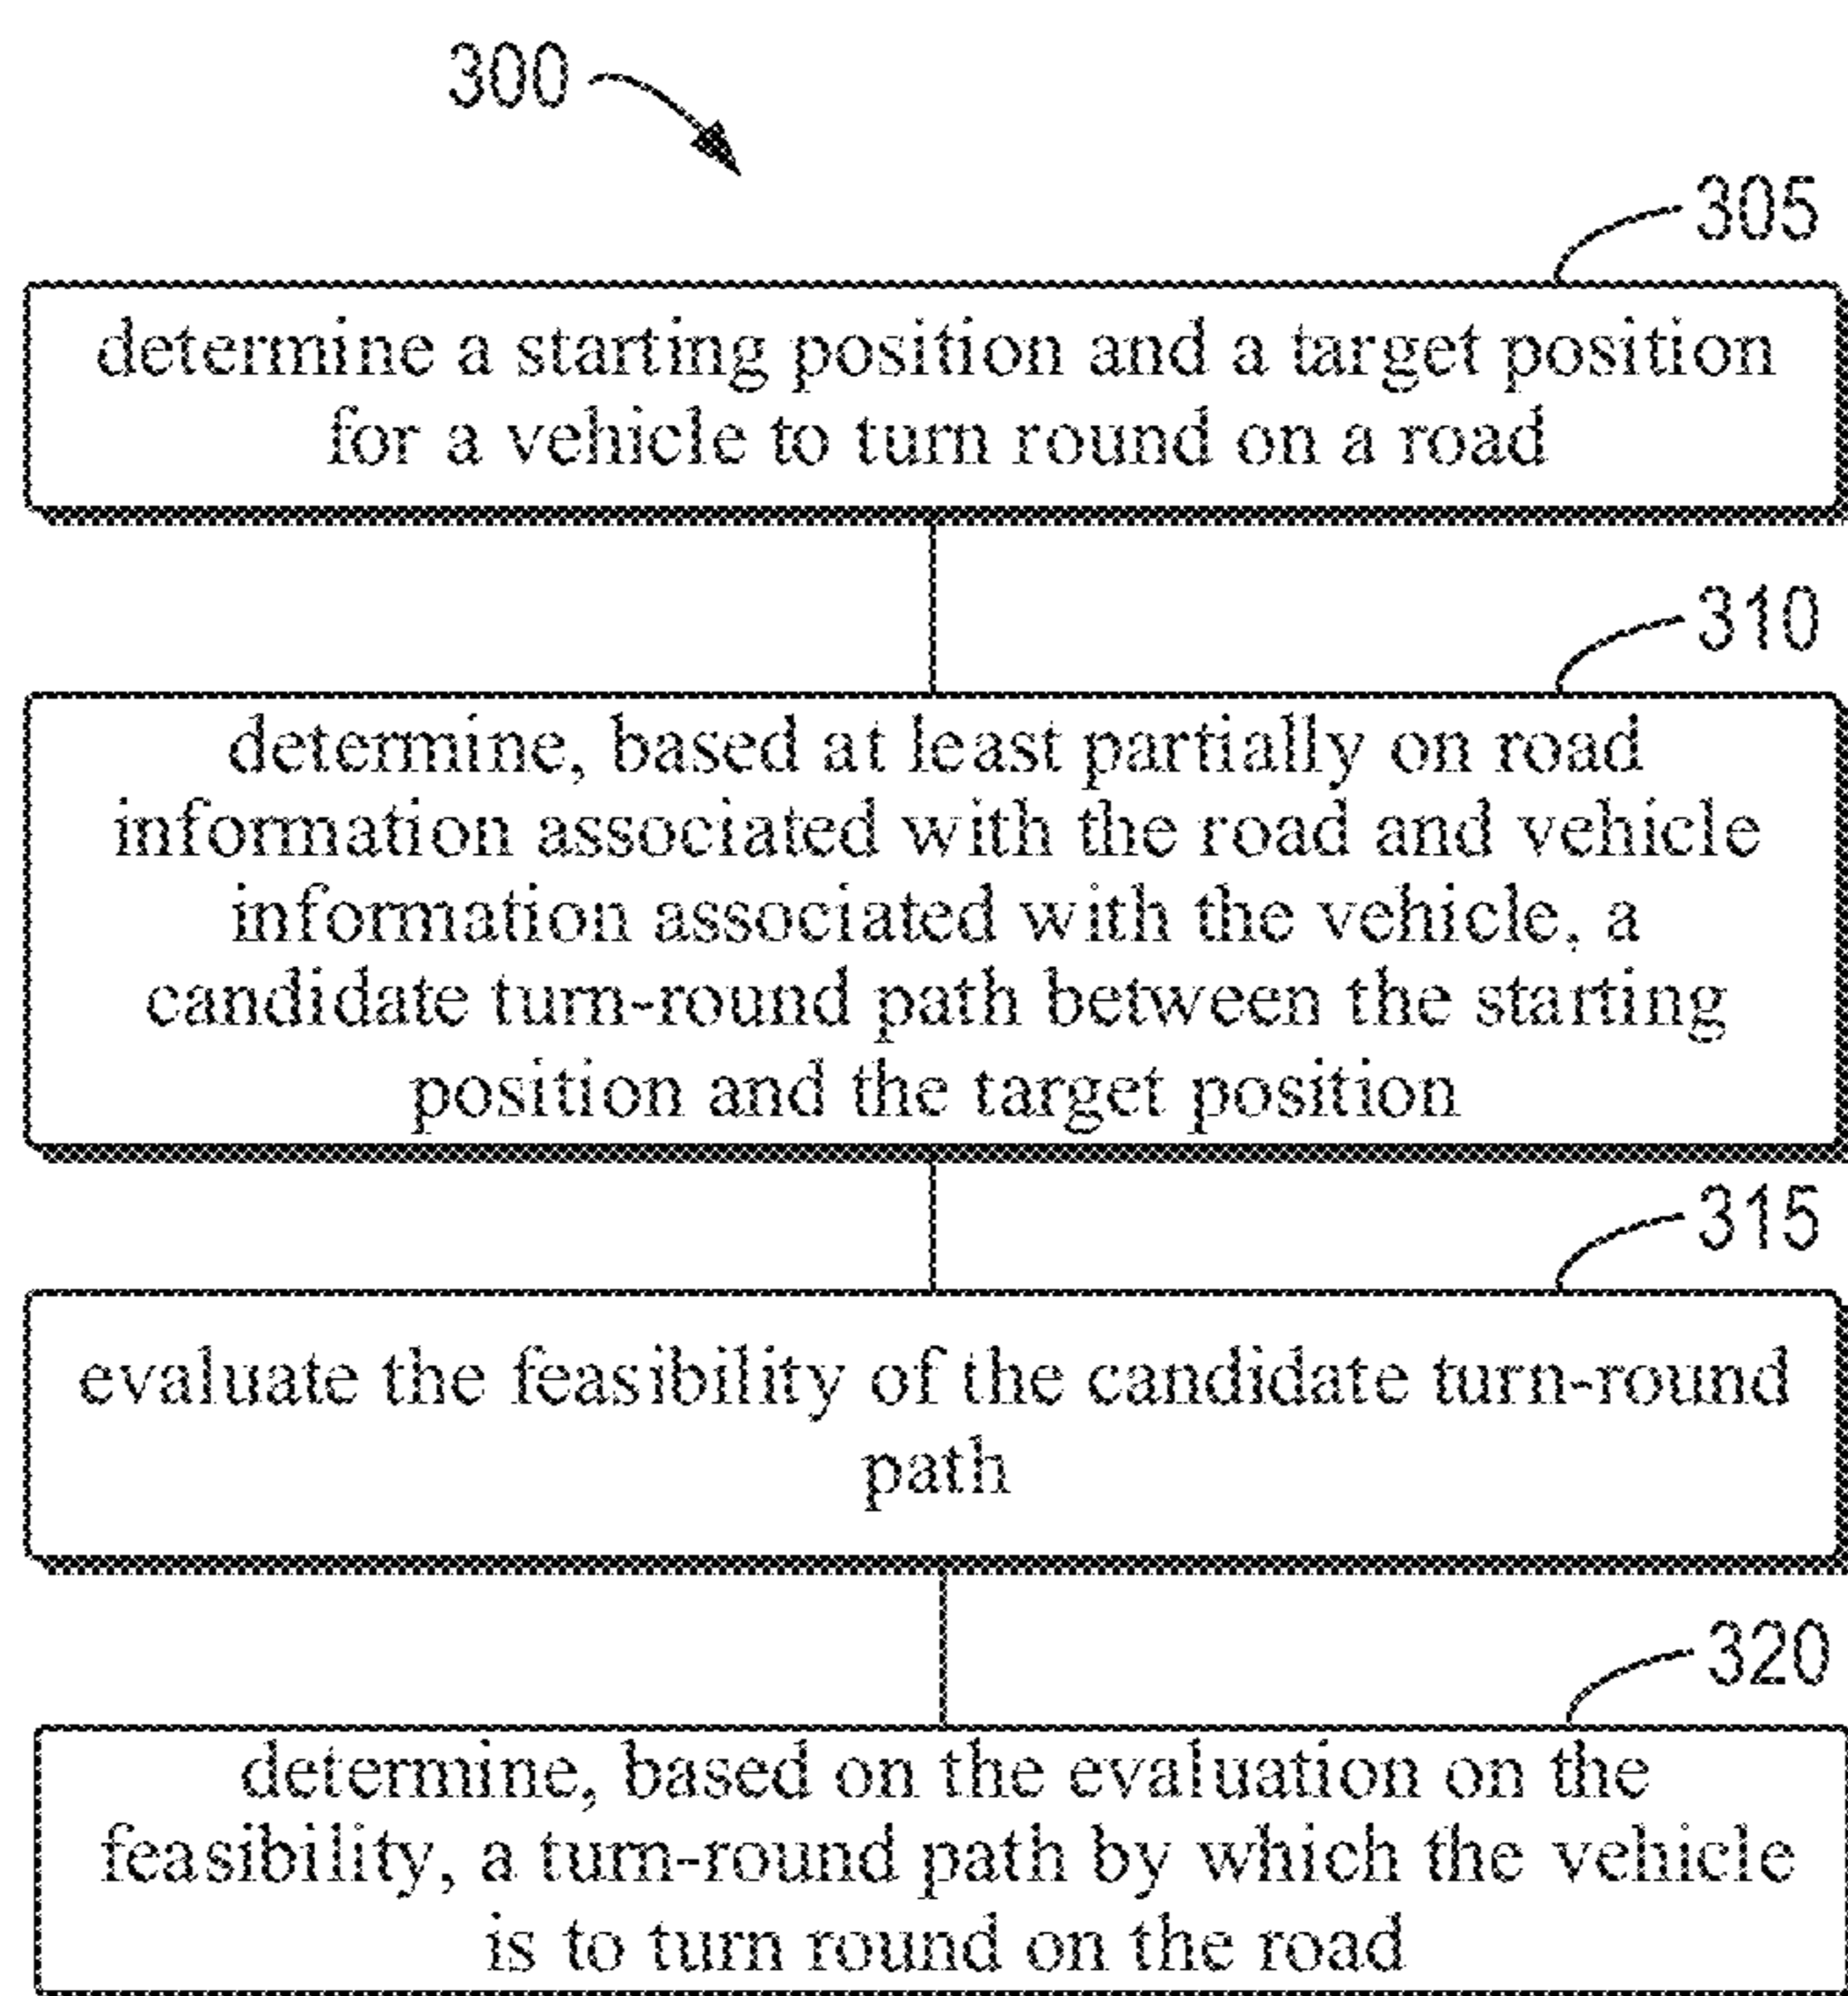 300
305
determine a starting position and a target position
for a vehicle to turn round on a road
310
determine, based at least partially on road
information associated with the road and vehicle
information associated with the vehicle, a
candidate turn-round path between the starting
position and the target position
315
evaluate the feasibility of the candidate turn-round
path
320
determine, based on the evaluation on the
feasibility, a turn-round path by which the vehicle
is to turn round on the road